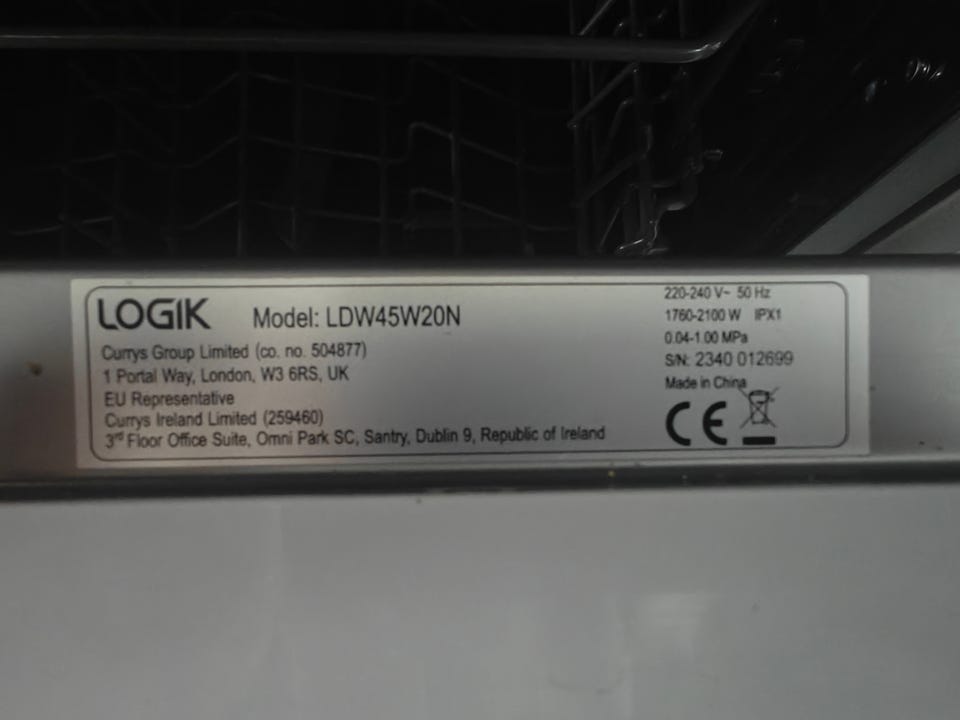 LOGIK
Model: LDW45W20N
Currys Group Limited (co. no. 504877)
1 Portal Way, London, W3 6RS, UK
EU Representative
Currys Ireland Limited (259460)
3rd Floor Office Suite, Omni Park SC, Santry, Dublin 9, Republic of Ireland
220-240 V~ 50 Hz
1760-2100 W IPX1
0.04-1.00 MPa
S/N: 2340 012699
Made in China
CE